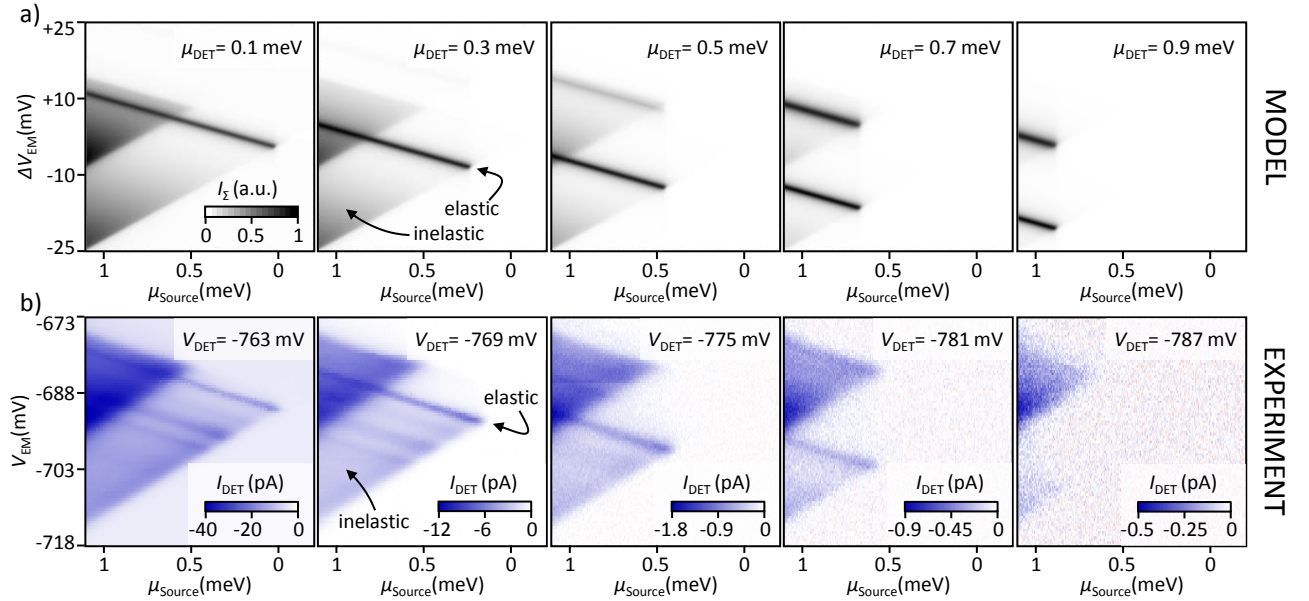 a)
+25
+10
-10
-25
ΔV_EM(mV)
μ_DET= 0.1 meV
μ_DET= 0.3 meV
μ_DET= 0.5 meV
μ_DET= 0.7 meV
μ_DET= 0.9 meV
I_Σ (a.u.)
0 0.5 1
elastic
inelastic
MODEL
1 0.5 0
1 0.5 0
1 0.5 0
1 0.5 0
1 0.5 0
μ_Source(meV)
μ_Source(meV)
μ_Source(meV)
μ_Source(meV)
μ_Source(meV)
b)
-673
-688
-703
-718
V_EM(mV)
V_DET= -763 mV
V_DET= -769 mV
V_DET= -775 mV
V_DET= -781 mV
V_DET= -787 mV
elastic
inelastic
I_DET (pA)
-40 -20 0
I_DET (pA)
-12 -6 0
I_DET (pA)
-1.8 -0.9 0
I_DET (pA)
-0.9 -0.45 0
I_DET (pA)
-0.5 -0.25 0
EXPERIMENT
1 0.5 0
1 0.5 0
1 0.5 0
1 0.5 0
1 0.5 0
μ_Source(meV)
μ_Source(meV)
μ_Source(meV)
μ_Source(meV)
μ_Source(meV)